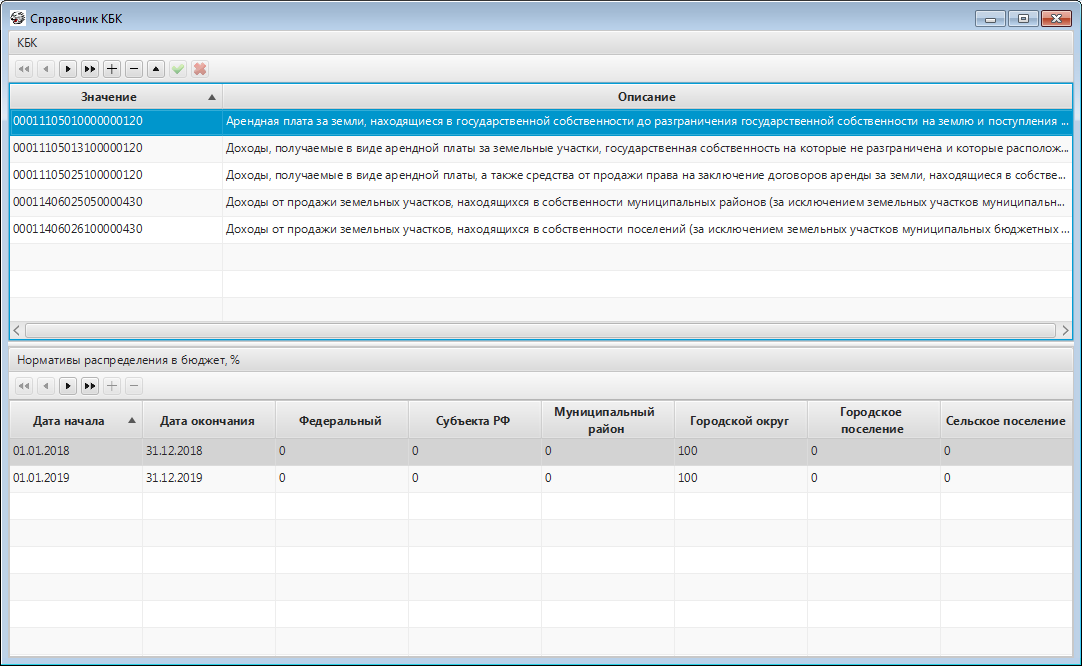 Справочник КБК
КБК
Значение Описание
00011105010000000120 Арендная плата за земли, находящиеся в государственной собственности до разграничения государственной собственности на землю и поступления ...
00011105013100000120 Доходы, получаемые в виде арендной платы за земельные участки, государственная собственность на которые не разграничена и которые располож...
00011105025100000120 Доходы, получаемые в виде арендной платы, а также средства от продажи права на заключение договоров аренды за земли, находящиеся в собстве...
00011406025050000430 Доходы от продажи земельных участков, находящихся в собственности муниципальных районов (за исключением земельных участков муниципальн...
00011406026100000430 Доходы от продажи земельных участков, находящихся в собственности поселений (за исключением земельных участков муниципальных бюджетных ...
Нормативы распределения в бюджет, %
Дата начала Дата окончания Федеральный Субъекта РФ Муниципальный район Городской округ Городское поселение Сельское поселение
01.01.2018 31.12.2018 0 0 0 100 0 0
01.01.2019 31.12.2019 0 0 0 100 0 0